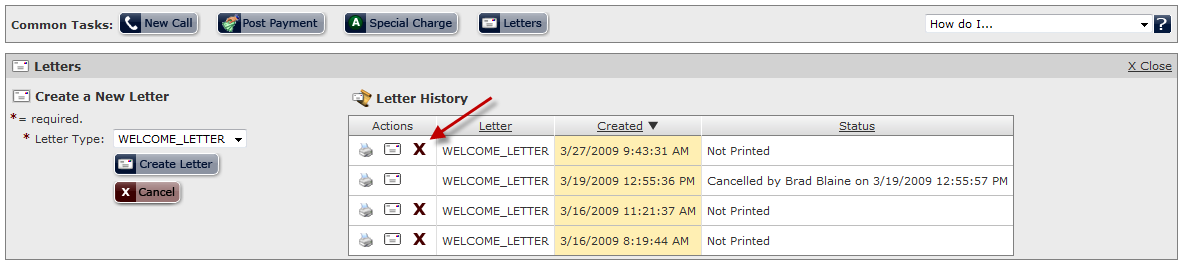 Common Tasks: New Call Post Payment A Special Charge Letters How do I... ?
Letters X Close
Create a New Letter
*= required.
* Letter Type: WELCOME_LETTER
Create Letter
X Cancel
Letter History
Actions Letter Created ▼ Status
X WELCOME_LETTER 3/27/2009 9:43:31 AM Not Printed
WELCOME_LETTER 3/19/2009 12:55:36 PM Cancelled by Brad Blaine on 3/19/2009 12:55:57 PM
X WELCOME_LETTER 3/16/2009 11:21:37 AM Not Printed
X WELCOME_LETTER 3/16/2009 8:19:44 AM Not Printed